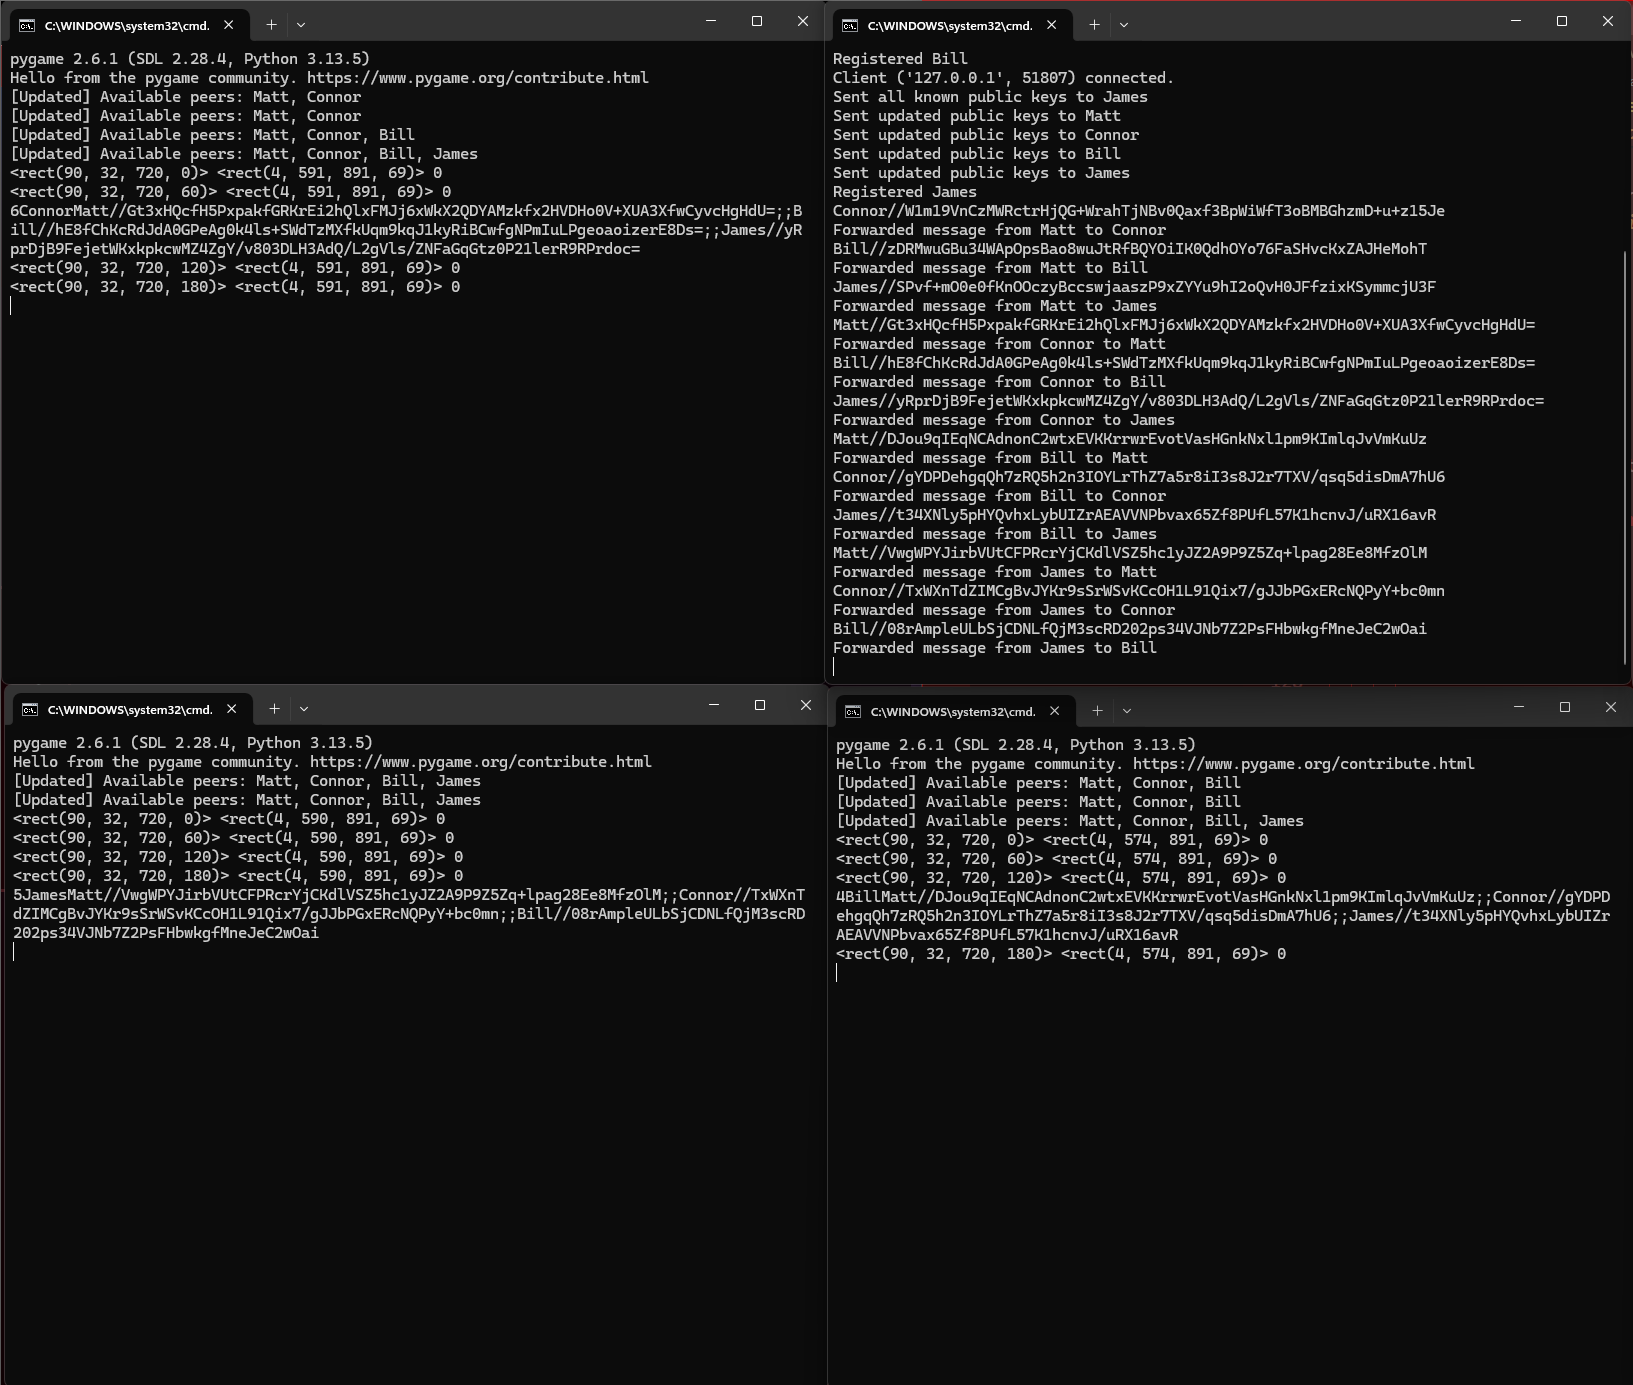 C:\WINDOWS\system32\cmd.
pygame 2.6.1 (SDL 2.28.4, Python 3.13.5)
Hello from the pygame community. https://www.pygame.org/contribute.html
[Updated] Available peers: Matt, Connor
[Updated] Available peers: Matt, Connor
[Updated] Available peers: Matt, Connor, Bill
[Updated] Available peers: Matt, Connor, Bill, James
<rect(90, 32, 720, 0)> <rect(4, 591, 891, 69)> 0
<rect(90, 32, 720, 60)> <rect(4, 591, 891, 69)> 0
6ConnorMatt//Gt3xHQcfH5PxpakfGRKrEi2hQlxFMJj6xWkX2QDYAMzkfx2HVDHo0V+XUA3XfwCyvcHgHdU=;;B
ill//hE8fChKcRdJdA0GPeAg0k4ls+SWdTzMXfkUqm9kqJ1kyRiBCwfgNPmIuLPgeoaoizerE8Ds=;;James//yR
prDjB9FejetWKxkpkcwMZ4ZgY/v803DLH3AdQ/L2gVls/ZNFaGqGtz0P21lerR9RPrdoc=
<rect(90, 32, 720, 120)> <rect(4, 591, 891, 69)> 0
<rect(90, 32, 720, 180)> <rect(4, 591, 891, 69)> 0
C:\WINDOWS\system32\cmd.
Registered Bill
Client ('127.0.0.1', 51807) connected.
Sent all known public keys to James
Sent updated public keys to Matt
Sent updated public keys to Connor
Sent updated public keys to Bill
Sent updated public keys to James
Registered James
Connor//W1m19VnCzMWRctrHjQG+WrahTjNBv0Qaxf3BpWiWfT3oBMBGhzmD+u+z15Je
Forwarded message from Matt to Connor
Bill//zDRMwuGBu34WApOpsBao8wuJtRfBQYOiIK0QdhOYo76FaSHvcKxZAJHeMohT
Forwarded message from Matt to Bill
James//SPvf+mO0e0fKnOOczyBccswjaaszP9xZYYu9hI2oQvH0JFfzixKSymmcjU3F
Forwarded message from Matt to James
Matt//Gt3xHQcfH5PxpakfGRKrEi2hQlxFMJj6xWkX2QDYAMzkfx2HVDHo0V+XUA3XfwCyvcHgHdU=
Forwarded message from Connor to Matt
Bill//hE8fChKcRdJdA0GPeAg0k4ls+SWdTzMXfkUqm9kqJ1kyRiBCwfgNPmIuLPgeoaoizerE8Ds=
Forwarded message from Connor to Bill
James//yRprDjB9FejetWKxkpkcwMZ4ZgY/v803DLH3AdQ/L2gVls/ZNFaGqGtz0P21lerR9RPrdoc=
Forwarded message from Connor to James
Matt//DJou9qIEqNCAdnonC2wtxEVKKrrwrEvotVasHGnkNxl1pm9KImlqJvVmKuUz
Forwarded message from Bill to Matt
Connor//gYDPDehgqQh7zRQ5h2n3IOYLrThZ7a5r8iI3s8J2r7TXV/qsq5disDmA7hU6
Forwarded message from Bill to Connor
James//t34XNly5pHYQvhxLybUIZrAEAVVNPbvax65Zf8PUfL57K1hcnvJ/uRX16avR
Forwarded message from Bill to James
Matt//VwgWPYJirbVUtCFPRcrYjCKdlVSZ5hc1yJZ2A9P9Z5Zq+lpag28Ee8MfzOlM
Forwarded message from James to Matt
Connor//TxWXnTdZIMCgBvJYKr9sSrWSvKCcOH1L91Qix7/gJJbPGxERcNQPyY+bc0mn
Forwarded message from James to Connor
Bill//08rAmpleULbSjCDNLfQjM3scRD202ps34VJNb7Z2PsFHbwkgfMneJeC2wOai
Forwarded message from James to Bill
C:\WINDOWS\system32\cmd.
pygame 2.6.1 (SDL 2.28.4, Python 3.13.5)
Hello from the pygame community. https://www.pygame.org/contribute.html
[Updated] Available peers: Matt, Connor, Bill, James
[Updated] Available peers: Matt, Connor, Bill, James
<rect(90, 32, 720, 0)> <rect(4, 590, 891, 69)> 0
<rect(90, 32, 720, 60)> <rect(4, 590, 891, 69)> 0
<rect(90, 32, 720, 120)> <rect(4, 590, 891, 69)> 0
<rect(90, 32, 720, 180)> <rect(4, 590, 891, 69)> 0
5JamesMatt//VwgWPYJirbVUtCFPRcrYjCKdlVSZ5hc1yJZ2A9P9Z5Zq+lpag28Ee8MfzOlM;;Connor//TxWXnT
dZIMCgBvJYKr9sSrWSvKCcOH1L91Qix7/gJJbPGxERcNQPyY+bc0mn;;Bill//08rAmpleULbSjCDNLfQjM3scRD
202ps34VJNb7Z2PsFHbwkgfMneJeC2wOai
C:\WINDOWS\system32\cmd.
pygame 2.6.1 (SDL 2.28.4, Python 3.13.5)
Hello from the pygame community. https://www.pygame.org/contribute.html
[Updated] Available peers: Matt, Connor, Bill
[Updated] Available peers: Matt, Connor, Bill
[Updated] Available peers: Matt, Connor, Bill, James
<rect(90, 32, 720, 0)> <rect(4, 574, 891, 69)> 0
<rect(90, 32, 720, 60)> <rect(4, 574, 891, 69)> 0
<rect(90, 32, 720, 120)> <rect(4, 574, 891, 69)> 0
4BillMatt//DJou9qIEqNCAdnonC2wtxEVKKrrwrEvotVasHGnkNxl1pm9KImlqJvVmKuUz;;Connor//gYDPD
ehgqQh7zRQ5h2n3IOYLrThZ7a5r8iI3s8J2r7TXV/qsq5disDmA7hU6;;James//t34XNly5pHYQvhxLybUIZr
AEAVVNPbvax65Zf8PUfL57K1hcnvJ/uRX16avR
<rect(90, 32, 720, 180)> <rect(4, 574, 891, 69)> 0